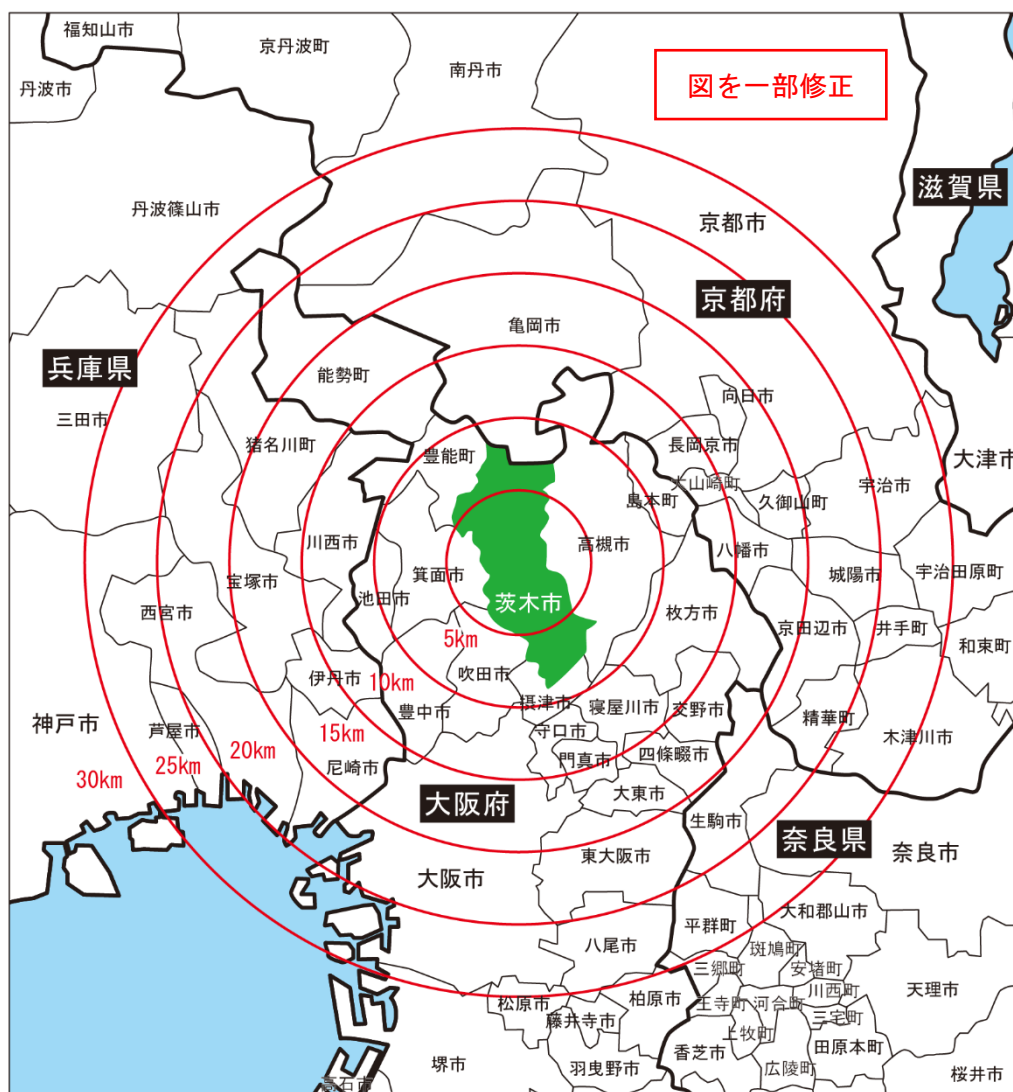 福知山市
京丹波町
南丹市
丹波市
図を一部修正
滋賀県
丹波篠山市
京都市
京都府
亀岡市
兵庫県
能勢町
向日市
三田市
猪名川町
長岡京市
豊能町
大津市
大山崎町
宇治市
島本町
久御山町
川西市
高槻市
八幡市
箕面市
城陽市
宇治田原町
宝塚市
池田市
西宮市
茨木市
枚方市
京田辺市
井手町
5km
和束町
吹田市
伊丹市
10km
摂津市
寝屋川市
交野市
豊中市
精華町
神戸市
芦屋市
15km
守口市
木津川市
20km
四條畷市
門真市
25km
尼崎市
30km
大東市
大阪府
生駒市
奈良県
東大阪市
奈良市
大阪市
大和郡山市
平群町
八尾市
斑鳩町
三郷町
安堵町
川西町
天理市
柏原市
松原市
王寺町
河合町
藤井寺市
三宅町
上牧町
田原本町
香芝市
堺市
羽曳野市
広陵町
桜井市
高石市